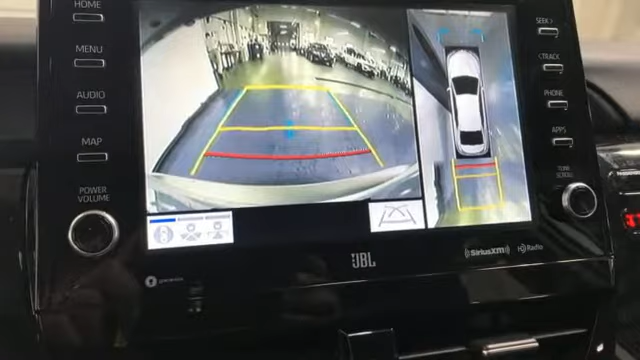 HOME
MENU
AUDIO
MAP
POWER
VOLUME
SEEK>
<TRACK
PHONE
APPS
TUNE
SCROLL
JBL
SiriusXM
HD Radio